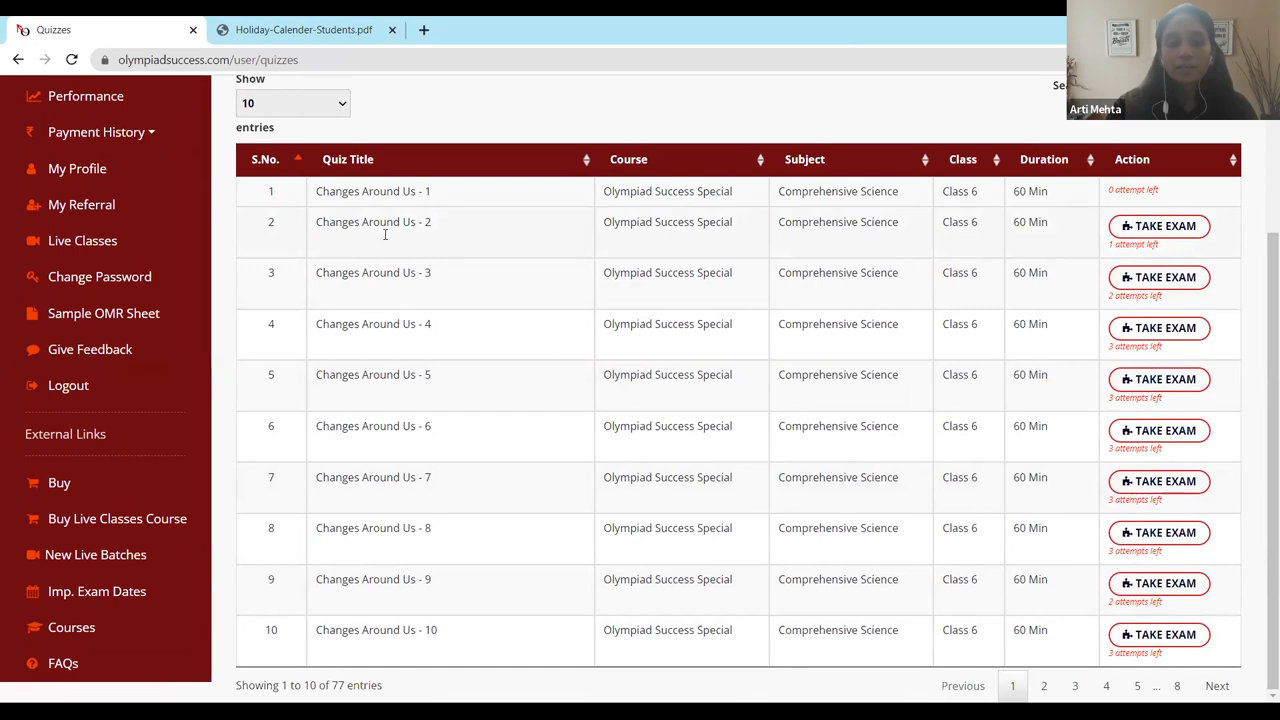 Quizzes
Holiday-Calender-Students.pdf
olympiadsuccess.com/user/quizzes
Arti Mehta
Performance
Payment History
My Profile
My Referral
Live Classes
Change Password
Sample OMR Sheet
Give Feedback
Logout
External Links
Buy
Buy Live Classes Course
New Live Batches
Imp. Exam Dates
Courses
FAQs
Show
10
entries
S.No. Quiz Title Course Subject Class Duration Action
1 Changes Around Us - 1 Olympiad Success Special Comprehensive Science Class 6 60 Min 0 attempt left
2 Changes Around Us - 2 Olympiad Success Special Comprehensive Science Class 6 60 Min TAKE EXAM
1 attempt left
3 Changes Around Us - 3 Olympiad Success Special Comprehensive Science Class 6 60 Min TAKE EXAM
2 attempts left
4 Changes Around Us - 4 Olympiad Success Special Comprehensive Science Class 6 60 Min TAKE EXAM
3 attempts left
5 Changes Around Us - 5 Olympiad Success Special Comprehensive Science Class 6 60 Min TAKE EXAM
3 attempts left
6 Changes Around Us - 6 Olympiad Success Special Comprehensive Science Class 6 60 Min TAKE EXAM
3 attempts left
7 Changes Around Us - 7 Olympiad Success Special Comprehensive Science Class 6 60 Min TAKE EXAM
3 attempts left
8 Changes Around Us - 8 Olympiad Success Special Comprehensive Science Class 6 60 Min TAKE EXAM
3 attempts left
9 Changes Around Us - 9 Olympiad Success Special Comprehensive Science Class 6 60 Min TAKE EXAM
2 attempts left
10 Changes Around Us - 10 Olympiad Success Special Comprehensive Science Class 6 60 Min TAKE EXAM
3 attempts left
Showing 1 to 10 of 77 entries
Previous 1 2 3 4 5 ... 8 Next